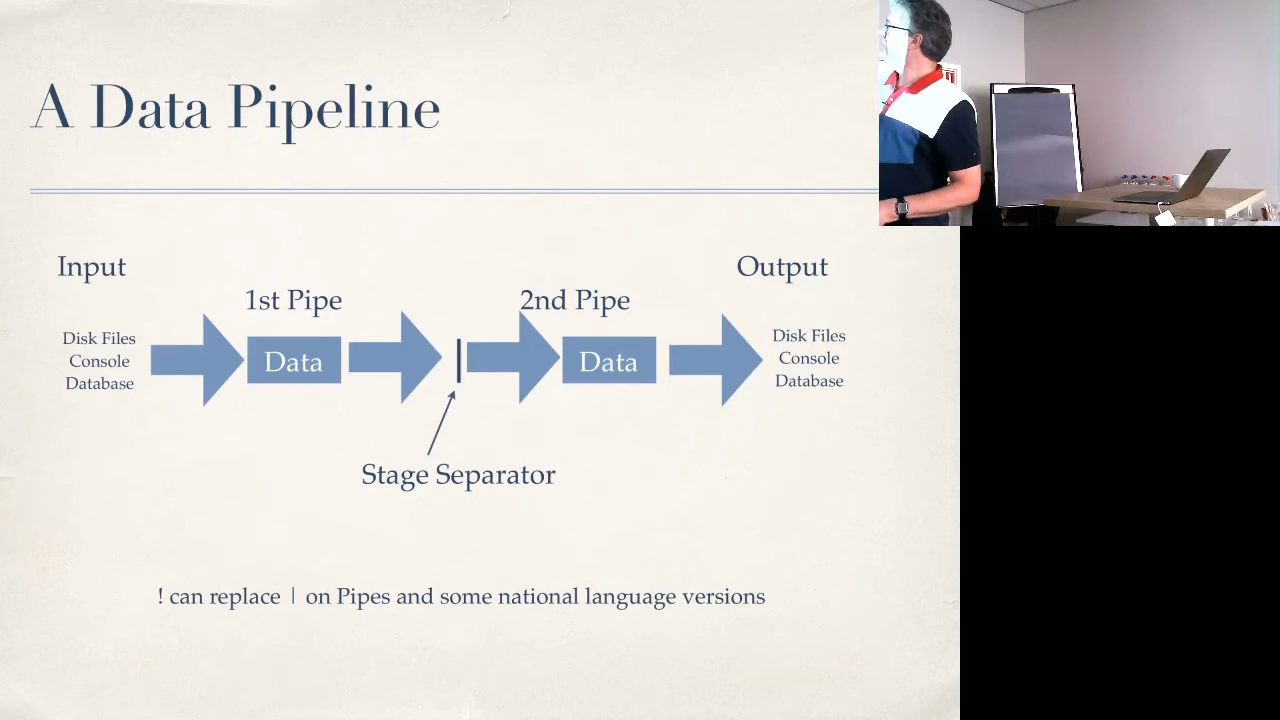 A Data Pipeline
Input
Output
1st Pipe
2nd Pipe
Disk Files
Console
Database
Data
Data
Disk Files
Console
Database
Stage Separator
! can replace | on Pipes and some national language versions